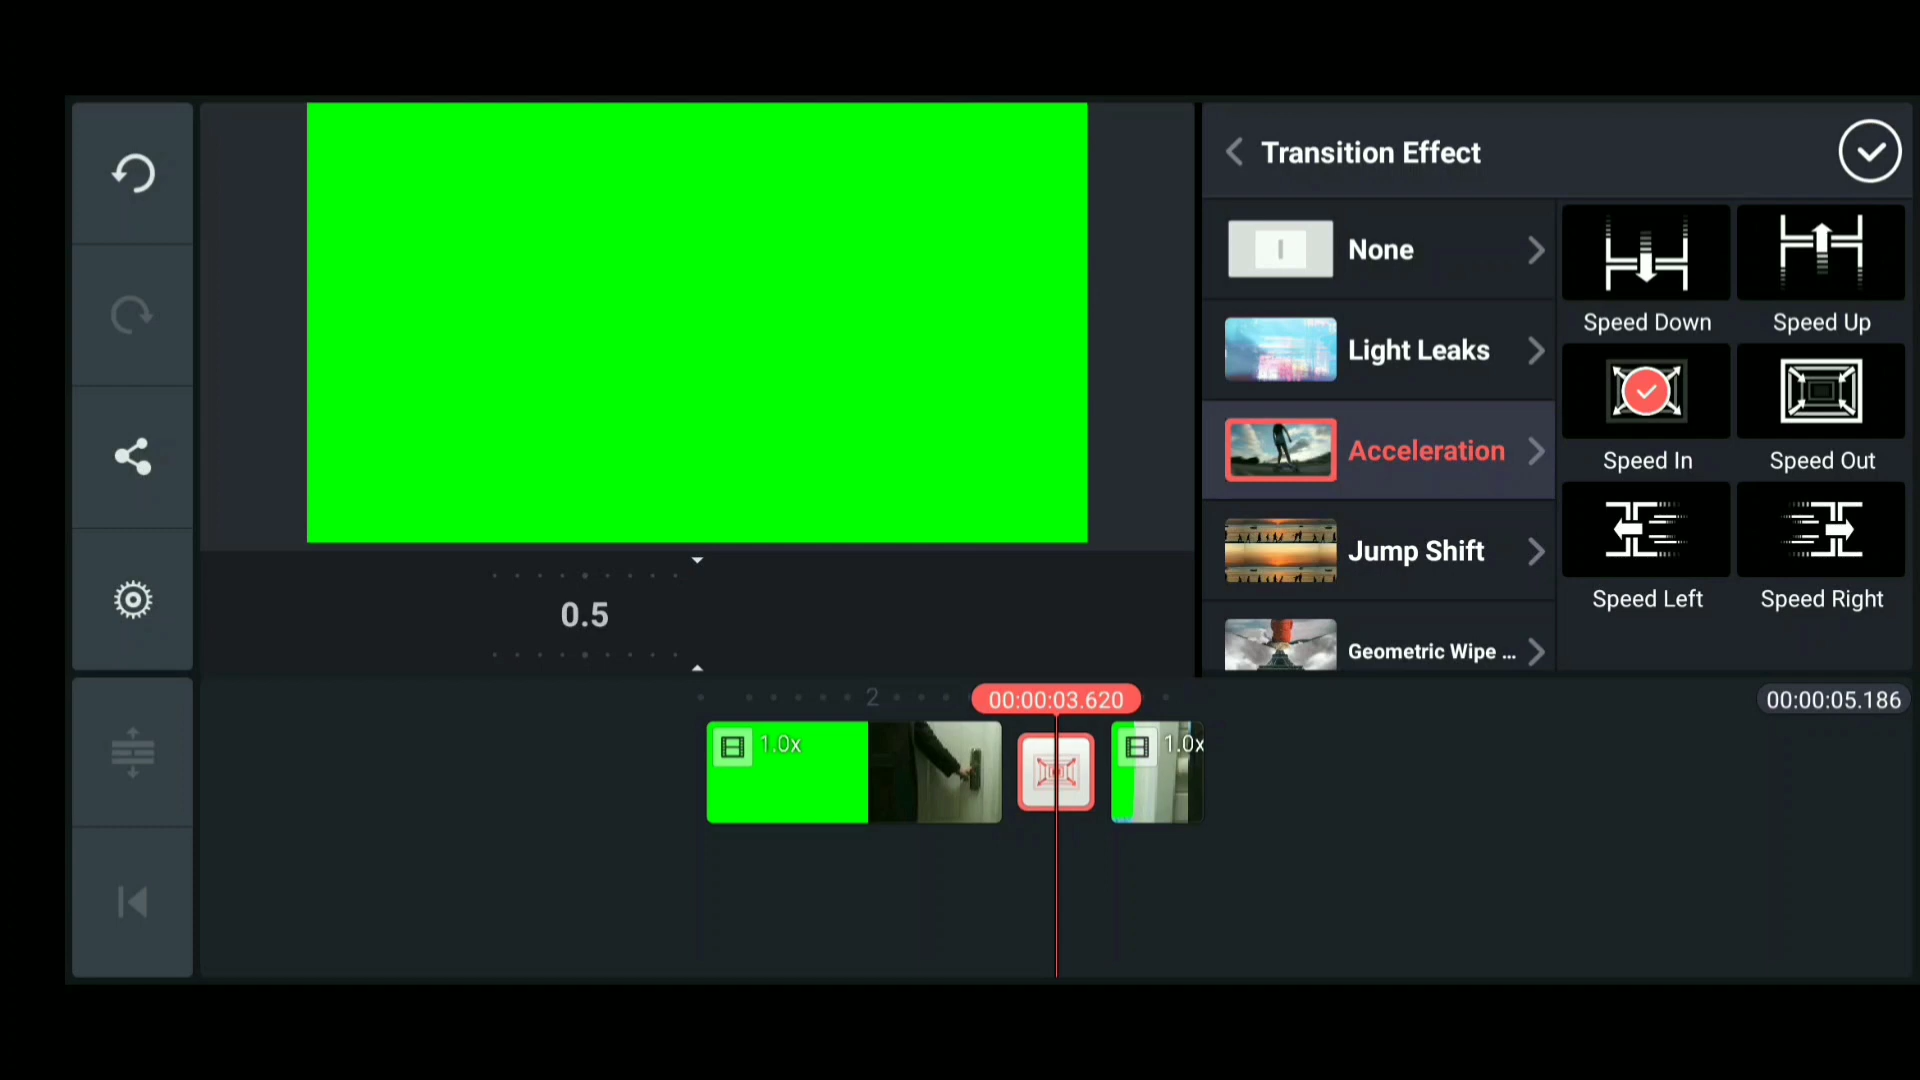 Transition Effect
None
Light Leaks
Acceleration
Jump Shift
Geometric Wipe ...
Speed Down
Speed Up
Speed In
Speed Out
Speed Left
Speed Right
0.5
2
00:00:03.620
00:00:05.186
1.0x
1.0x